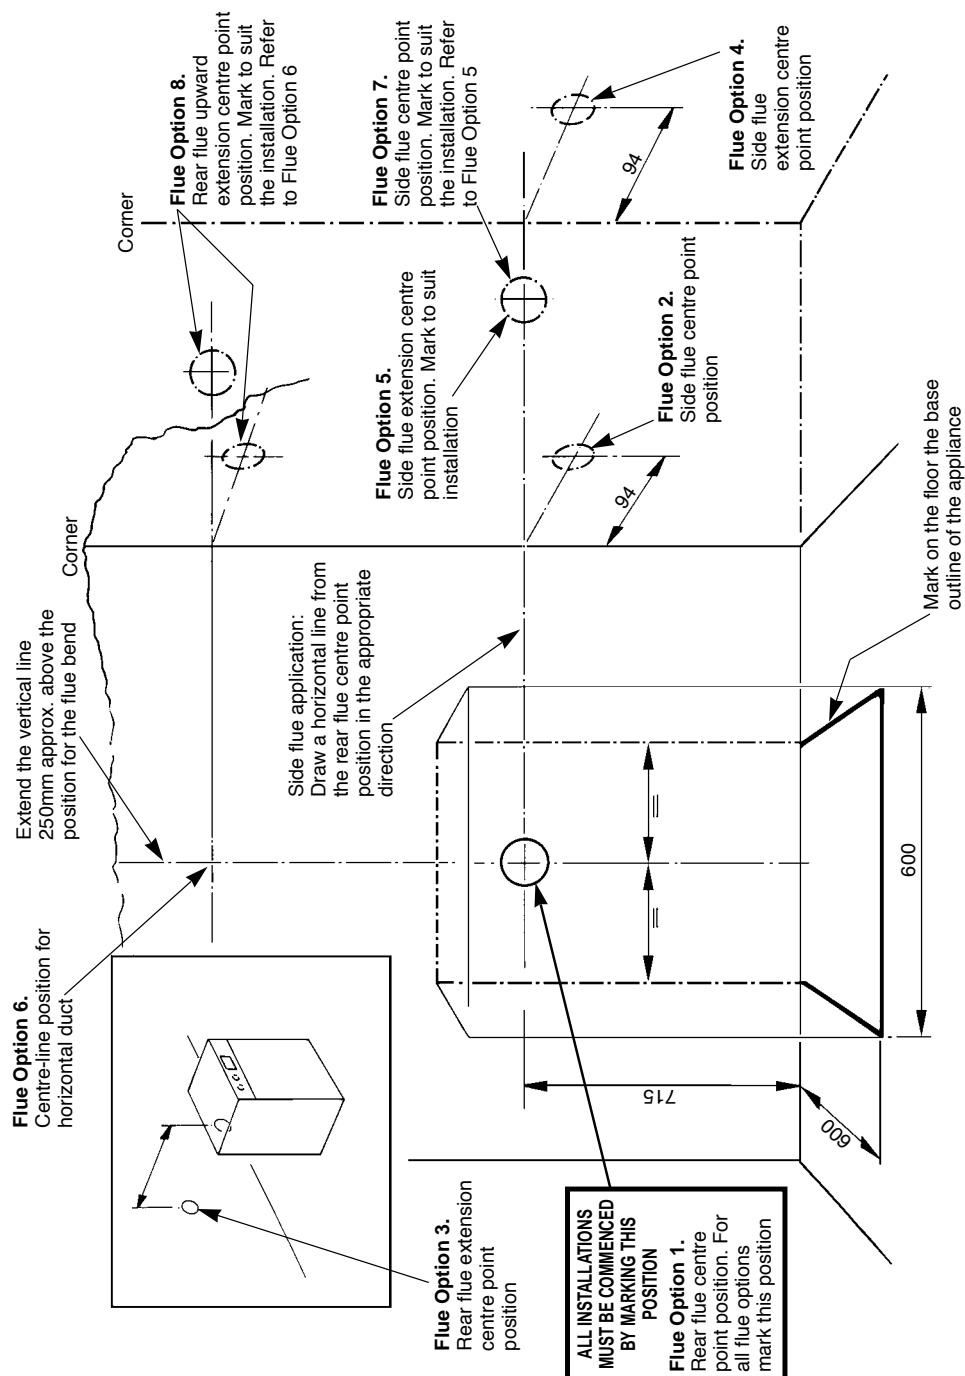 Extend the vertical line
250mm approx. above the
position for the flue bend
Corner
Corner
Flue Option 8.
Rear flue upward
extension centre point
position. Mark to suit
the installation. Refer
to Flue Option 6
Flue Option 6.
Centre-line position for
horizontal duct
Side flue application:
Draw a horizontal line from
the rear flue centre point
position in the appropriate
direction
Flue Option 5.
Side flue extension centre
point position. Mark to suit
installation
Flue Option 7.
Side flue centre point
position. Mark to suit
the installation. Refer
to Flue Option 5
Flue Option 3.
Rear flue extension
centre point
position
94
94
Flue Option 2.
Side flue centre point
position
Flue Option 4.
Side flue
extension centre
point position
=
=
715
600
600
ALL INSTALLATIONS
MUST BE COMMENCED
BY MARKING THIS
POSITION
Flue Option 1.
Rear flue centre
point position. For
all flue options
mark this position
Mark on the floor the base
outline of the appliance